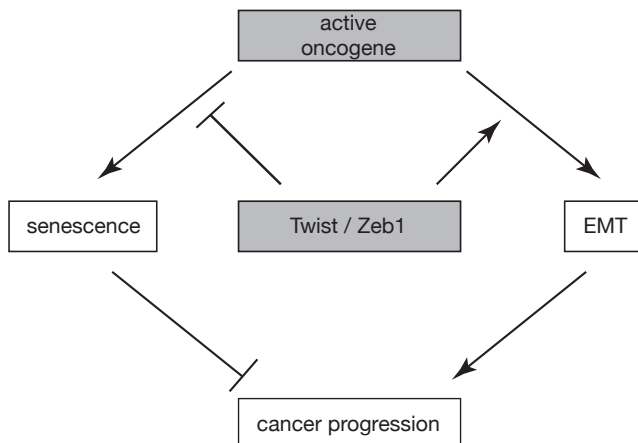 active
oncogene
senescence
Twist / Zeb1
EMT
cancer progression